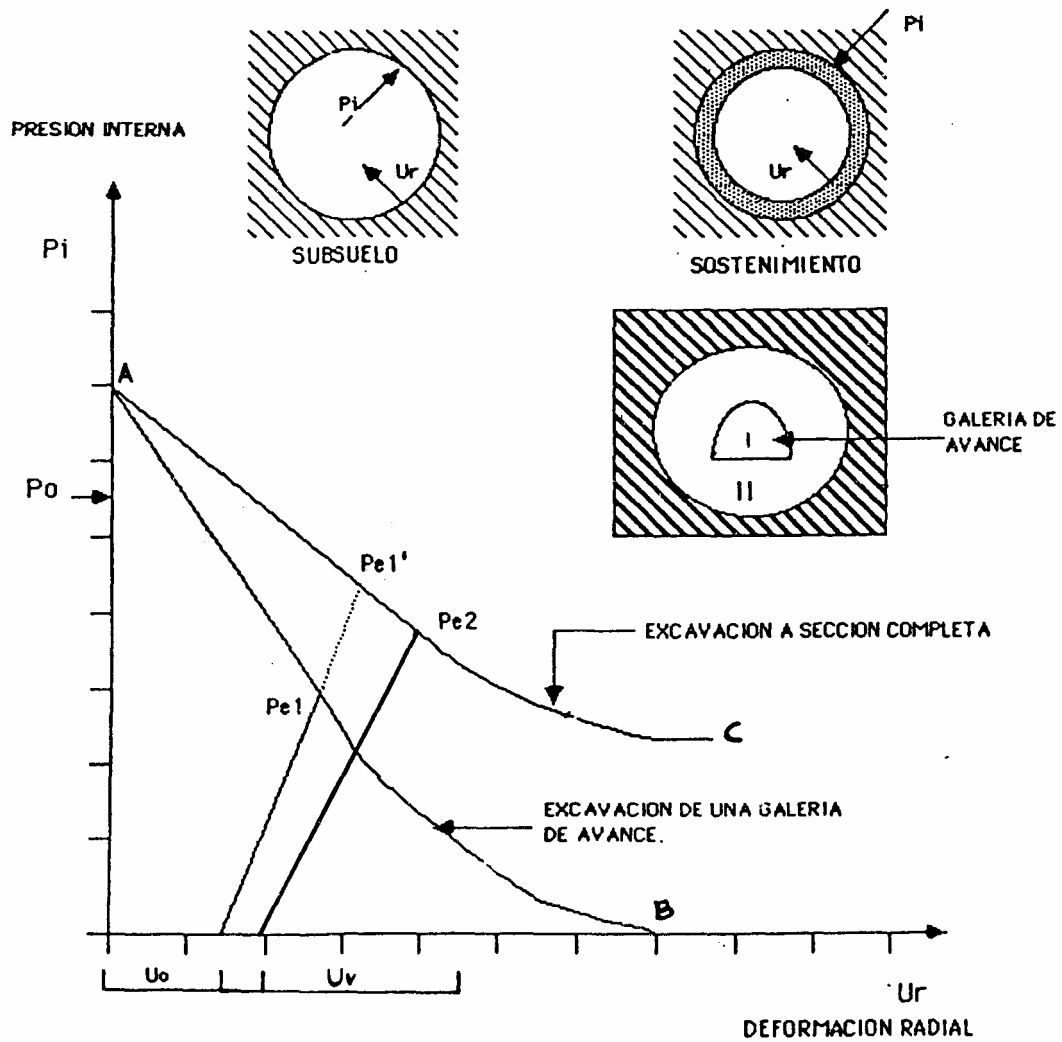 Pi
PRESION INTERNA
Pi
Ur
Ur
SUBSUELO
SOSTENIMIENTO
Pi
A
I
II
GALERIA DE
AVANCE
Po
Pe1'
Pe2
EXCAVACION A SECCION COMPLETA
Pe1
C
EXCAVACION DE UNA GALERIA
DE AVANCE.
B
Uo
Uv
Ur
DEFORMACION RADIAL